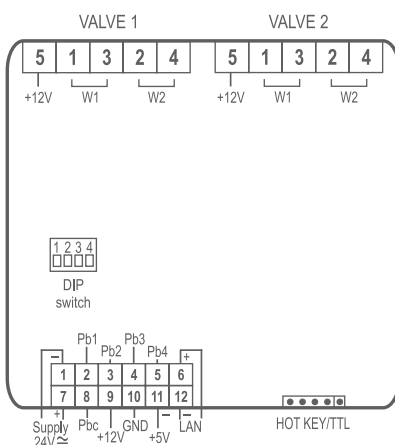 VALVE 1 VALVE 2
5 1 3 2 4 5 1 3 2 4
+12V W1 W2 +12V W1 W2
1 2 3 4
DIP
switch
Pb1 Pb3
Pb2 Pb4
− +
1 2 3 4 5 6
7 8 9 10 11 12
+ − −
Supply Pbc GND LAN
24V≃ +12V +5V
HOT KEY/TTL